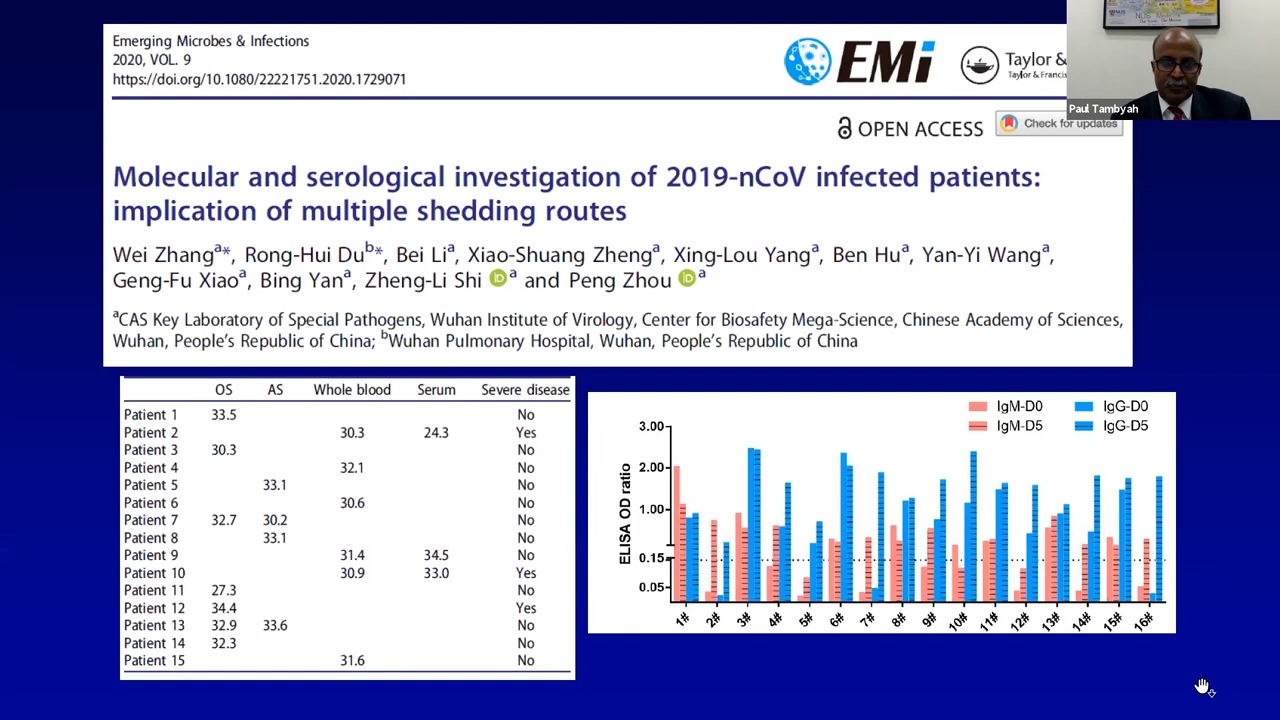 Emerging Microbes & Infections
2020, VOL. 9
https://doi.org/10.1080/22221751.2020.1729071
EMi
Taylor &
Taylor & Francis
Paul Tambyah
OPEN ACCESS
Check for updates
Molecular and serological investigation of 2019-nCoV infected patients:
implication of multiple shedding routes
Wei Zhangᵃ*, Rong-Hui Duᵇ*, Bei Liᵃ, Xiao-Shuang Zhengᵃ, Xing-Lou Yangᵃ, Ben Huᵃ, Yan-Yi Wangᵃ,
Geng-Fu Xiaoᵃ, Bing Yanᵃ, Zheng-Li Shi iD ᵃ and Peng Zhou iD ᵃ
ᵃCAS Key Laboratory of Special Pathogens, Wuhan Institute of Virology, Center for Biosafety Mega-Science, Chinese Academy of Sciences,
Wuhan, People's Republic of China; ᵇWuhan Pulmonary Hospital, Wuhan, People's Republic of China
OS AS Whole blood Serum Severe disease
Patient 1 33.5 No
Patient 2 30.3 24.3 Yes
Patient 3 30.3 No
Patient 4 32.1 No
Patient 5 33.1 No
Patient 6 30.6 No
Patient 7 32.7 30.2 No
Patient 8 33.1 No
Patient 9 31.4 34.5 No
Patient 10 30.9 33.0 Yes
Patient 11 27.3 No
Patient 12 34.4 Yes
Patient 13 32.9 33.6 No
Patient 14 32.3 No
Patient 15 31.6 No
IgM-D0 IgG-D0
IgM-D5 IgG-D5
ELISA OD ratio
3.00
2.00
1.00
0.15
0.05
1# 2# 3# 4# 5# 6# 7# 8# 9# 10# 11# 12# 13# 14# 15# 16#